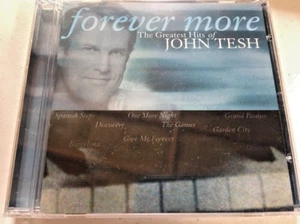 forever more
The Greatest Hits of
JOHN TESH
Spanish Steps One More Night Grand Passion
Discovery The Games
Garden City
Give Me Forever
Barcelona